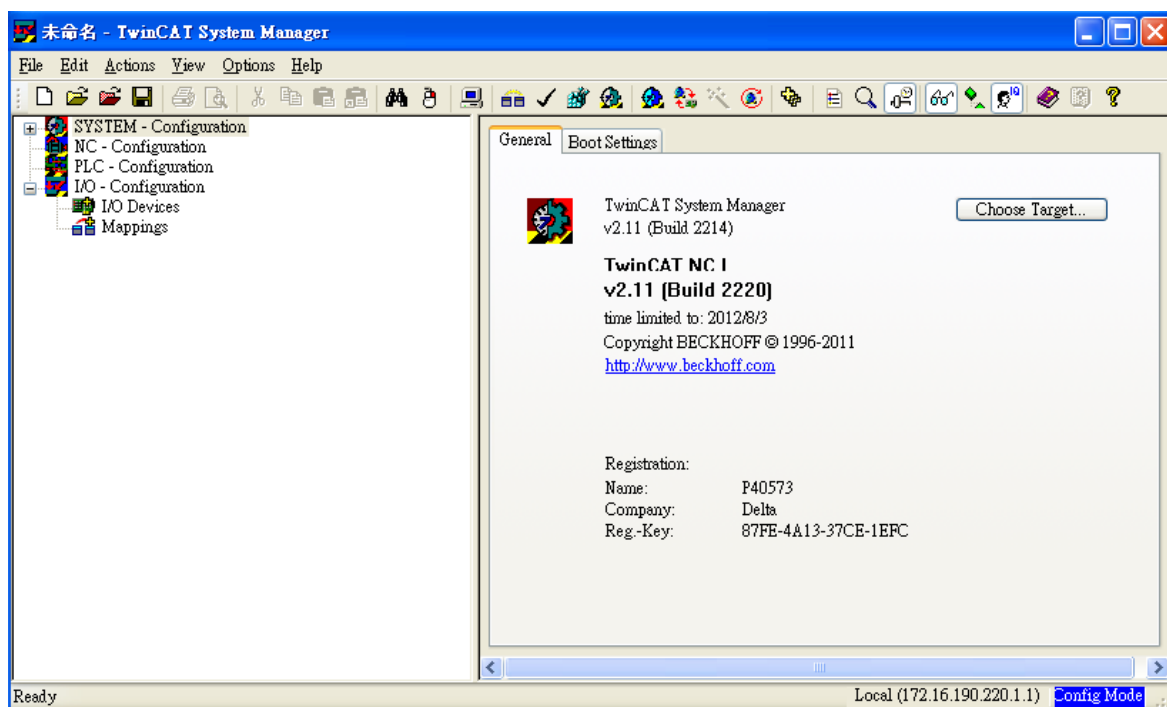 未命名 - TwinCAT System Manager
File Edit Actions View Options Help
SYSTEM - Configuration
NC - Configuration
PLC - Configuration
I/O - Configuration
I/O Devices
Mappings
General Boot Settings
TwinCAT System Manager
v2.11 (Build 2214)
Choose Target...
TwinCAT NC I
v2.11 (Build 2220)
time limited to: 2012/8/3
Copyright BECKHOFF © 1996-2011
http://www.beckhoff.com
Registration:
Name: P40573
Company: Delta
Reg.-Key: 87FE-4A13-37CE-1EFC
Ready Local (172.16.190.220.1.1) Config Mode